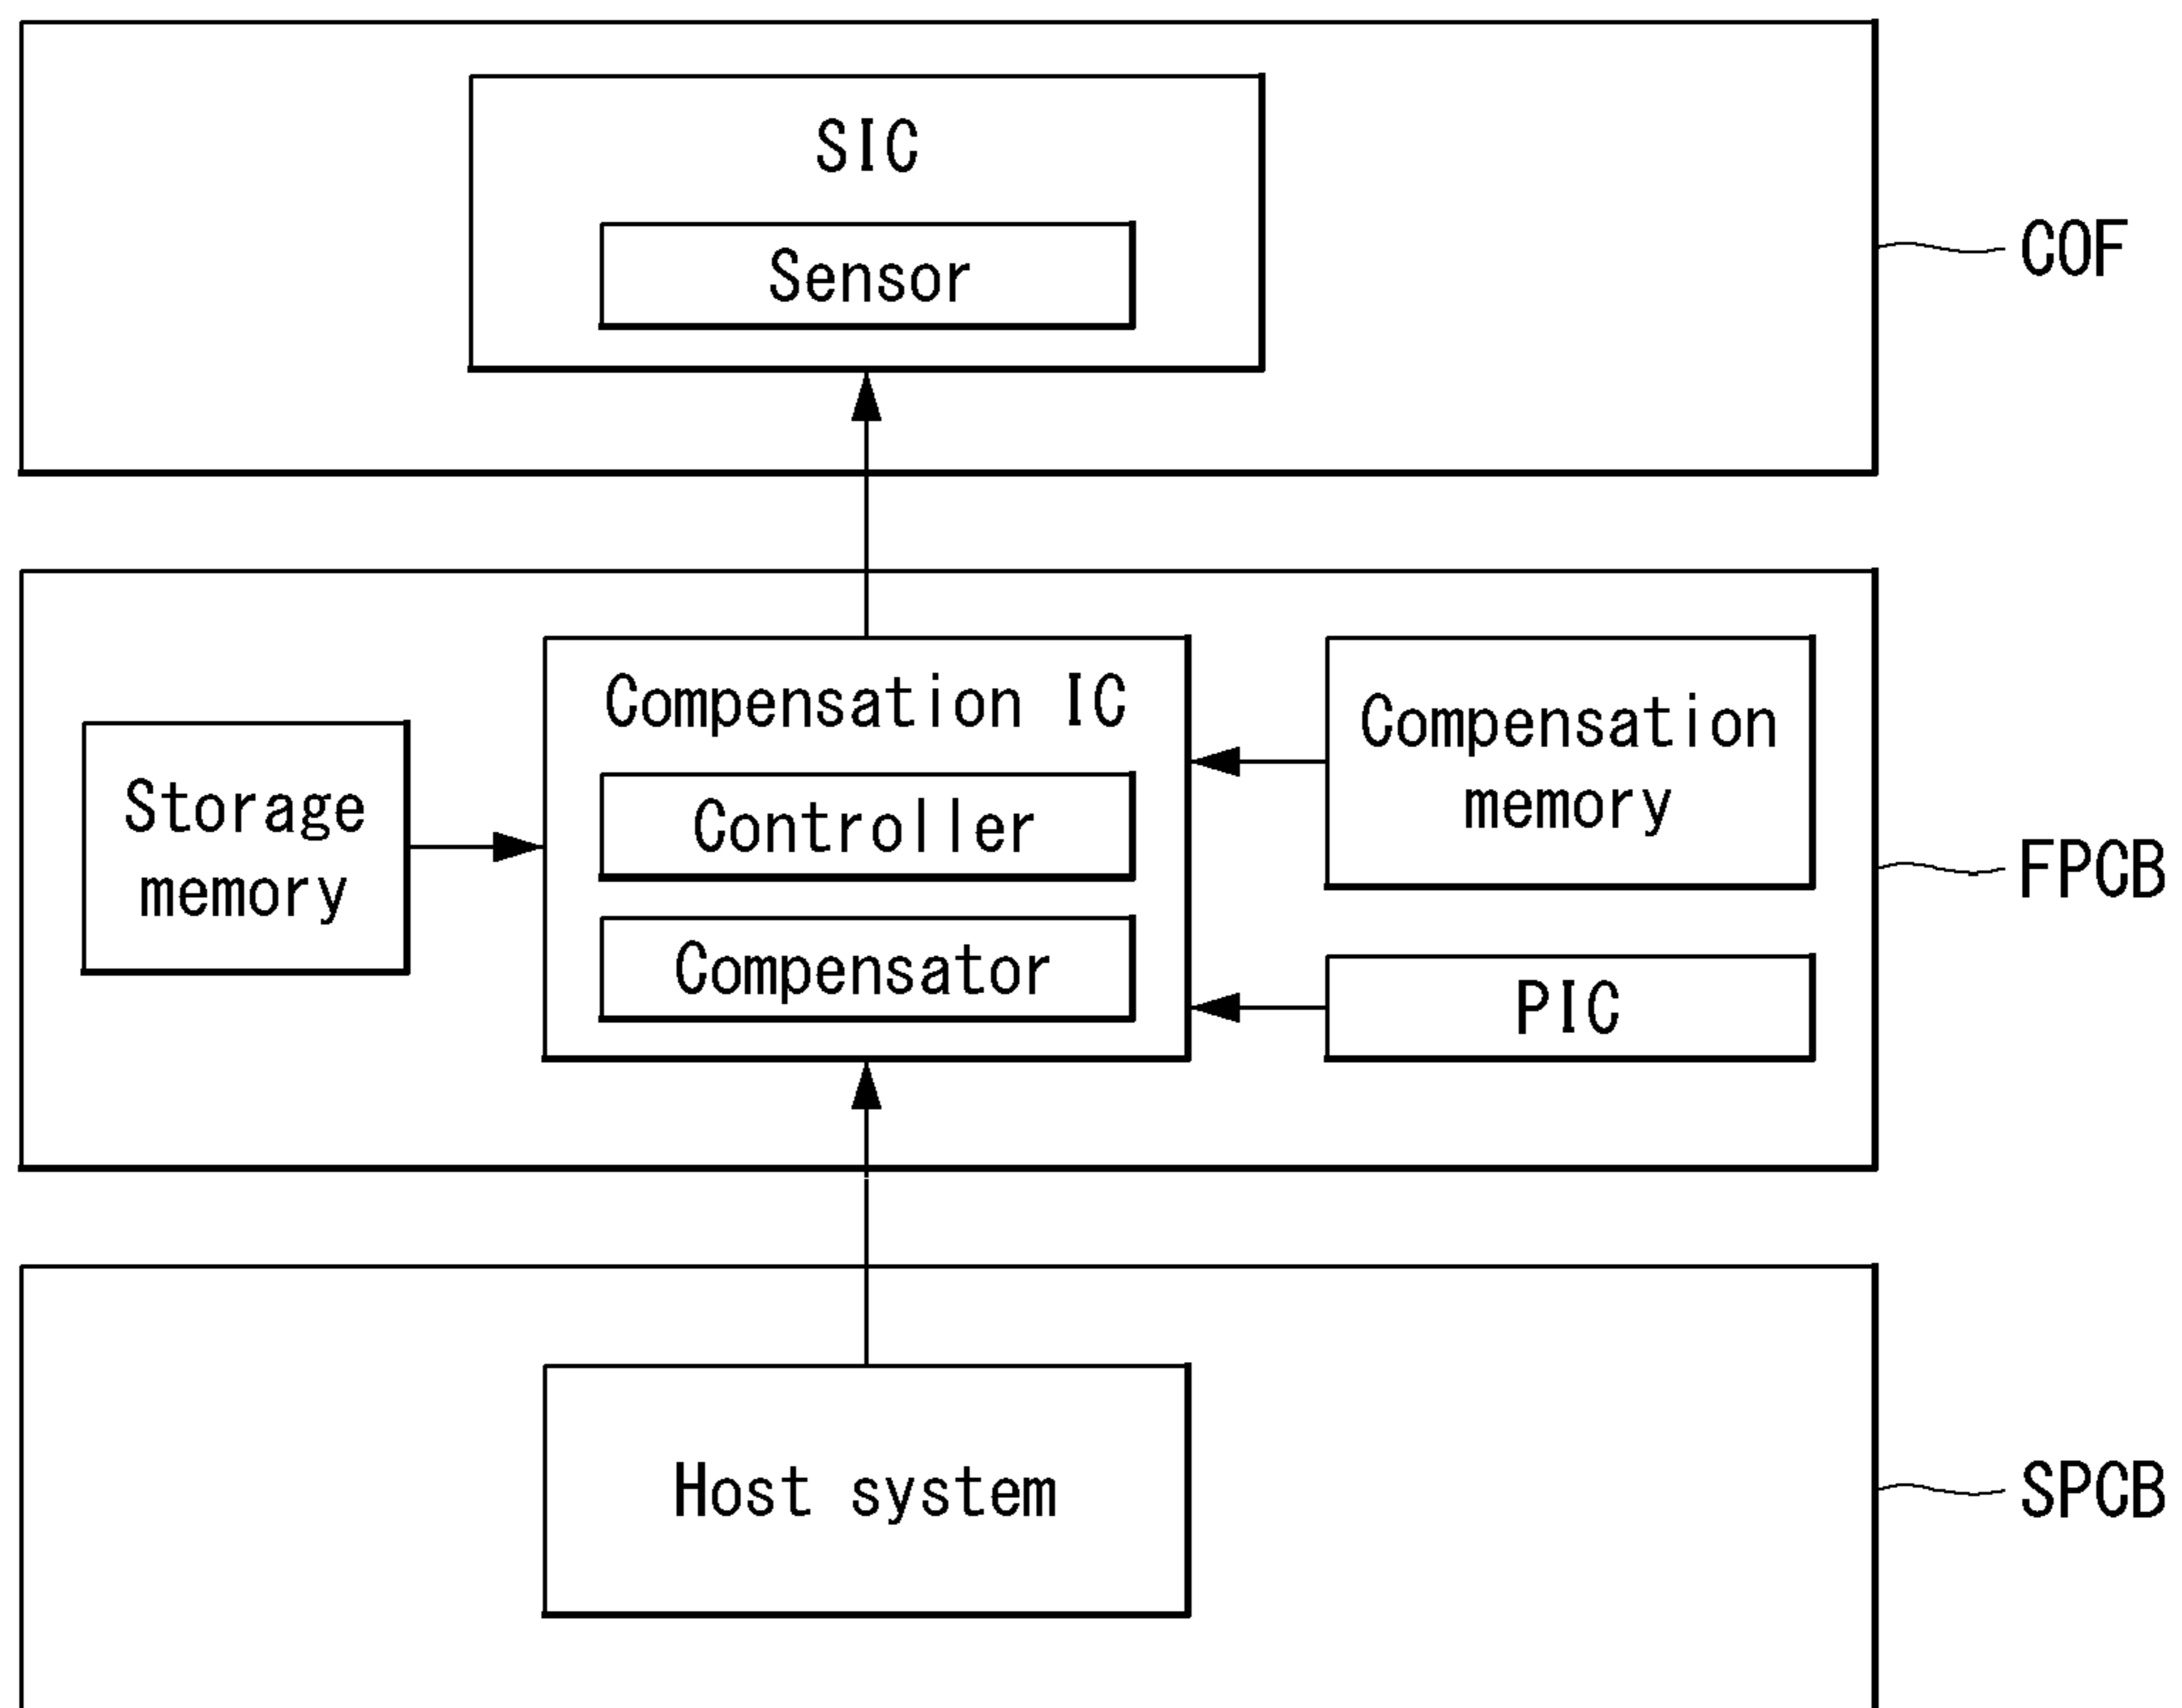 SIC
Sensor
COF
Compensation IC
Controller
Compensator
Storage
memory
Compensation
memory
PIC
FPCB
Host system
SPCB